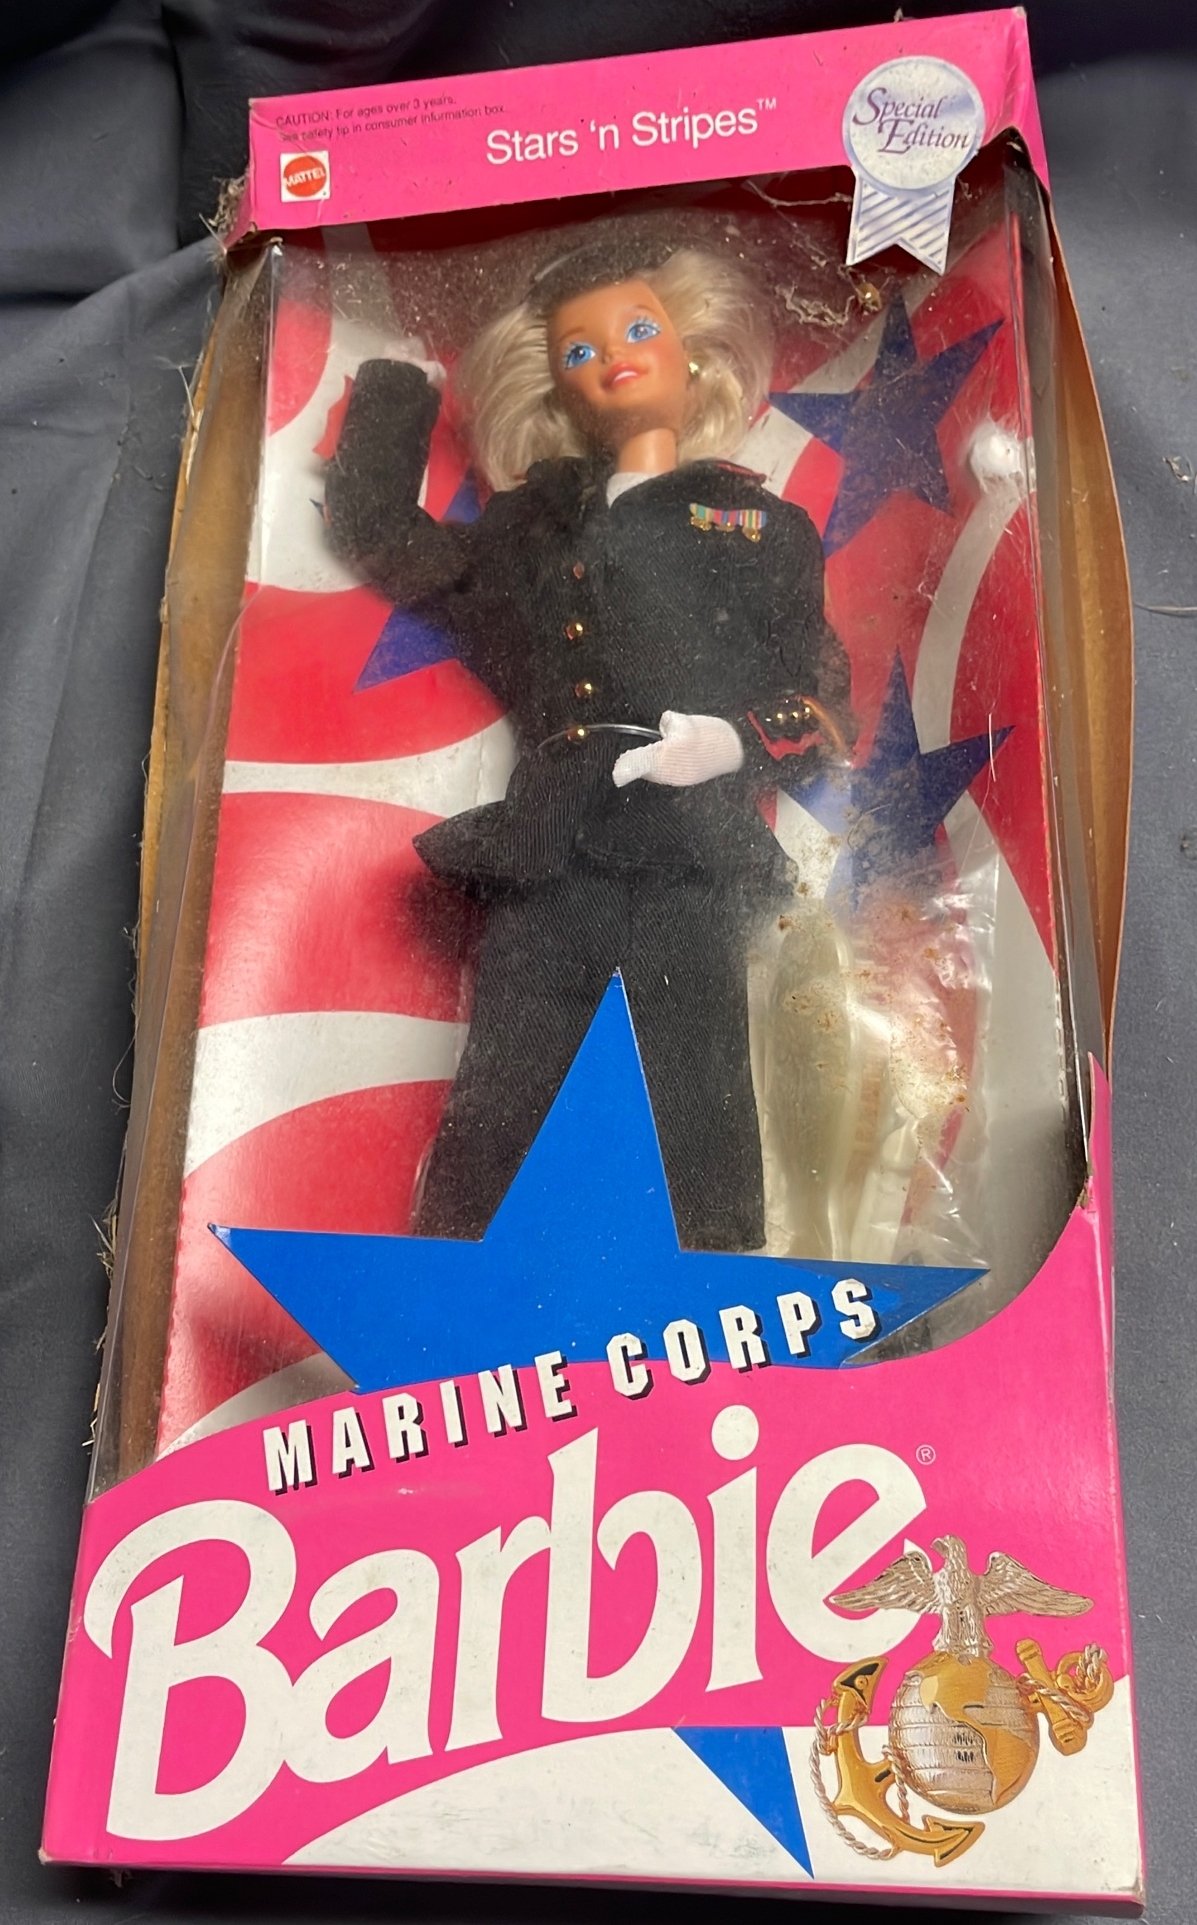 CAUTION: For ages over 3 years.
See safety tip in consumer information box.
MATTEL
Stars 'n Stripes™
Special
Edition
MARINE CORPS
Barbie®